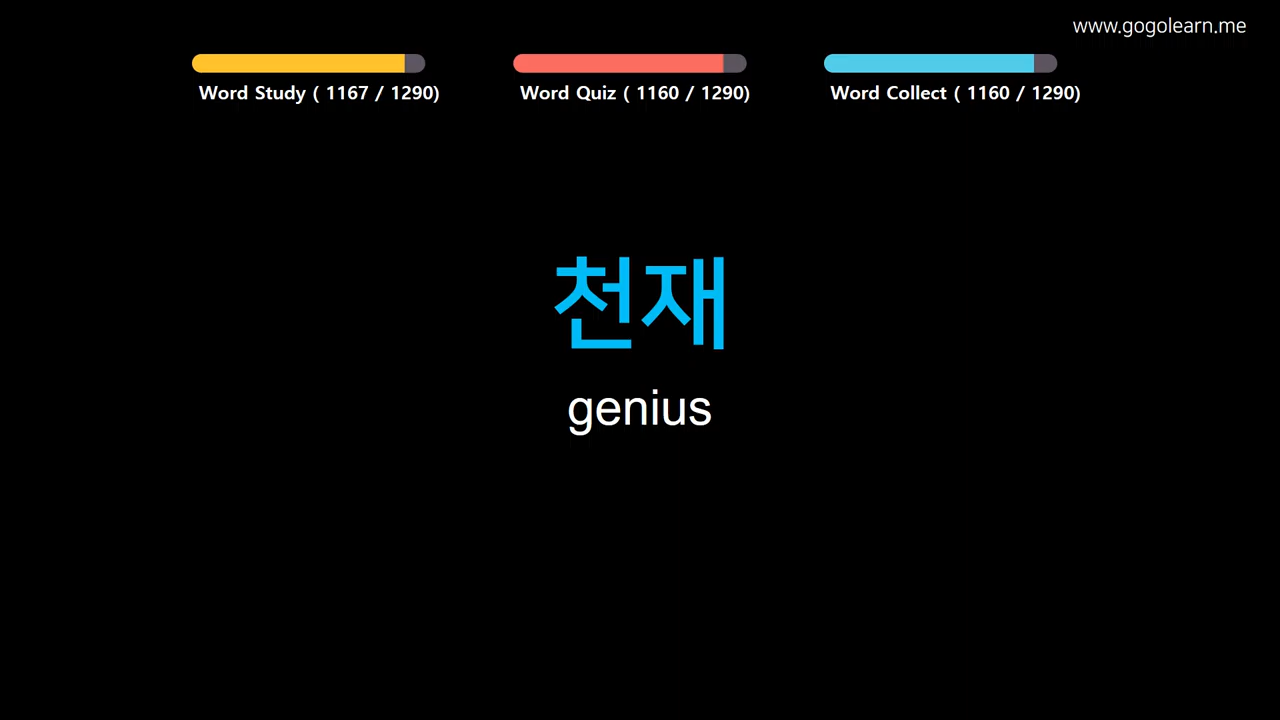 www.gogolearn.me
Word Study ( 1167 / 1290)
Word Quiz ( 1160 / 1290)
Word Collect ( 1160 / 1290)
천재
genius